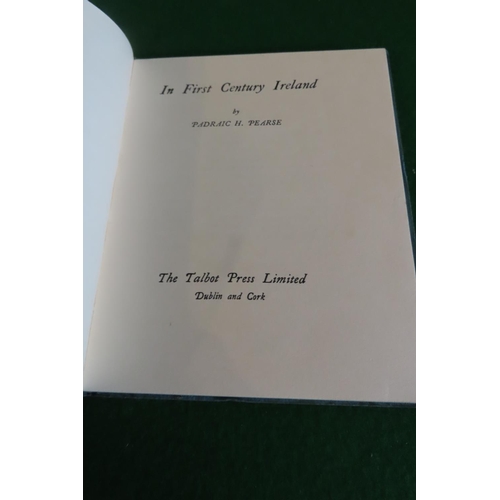 In First Century Ireland
by
PADRAIC H. PEARSE
The Talbot Press Limited
Dublin and Cork